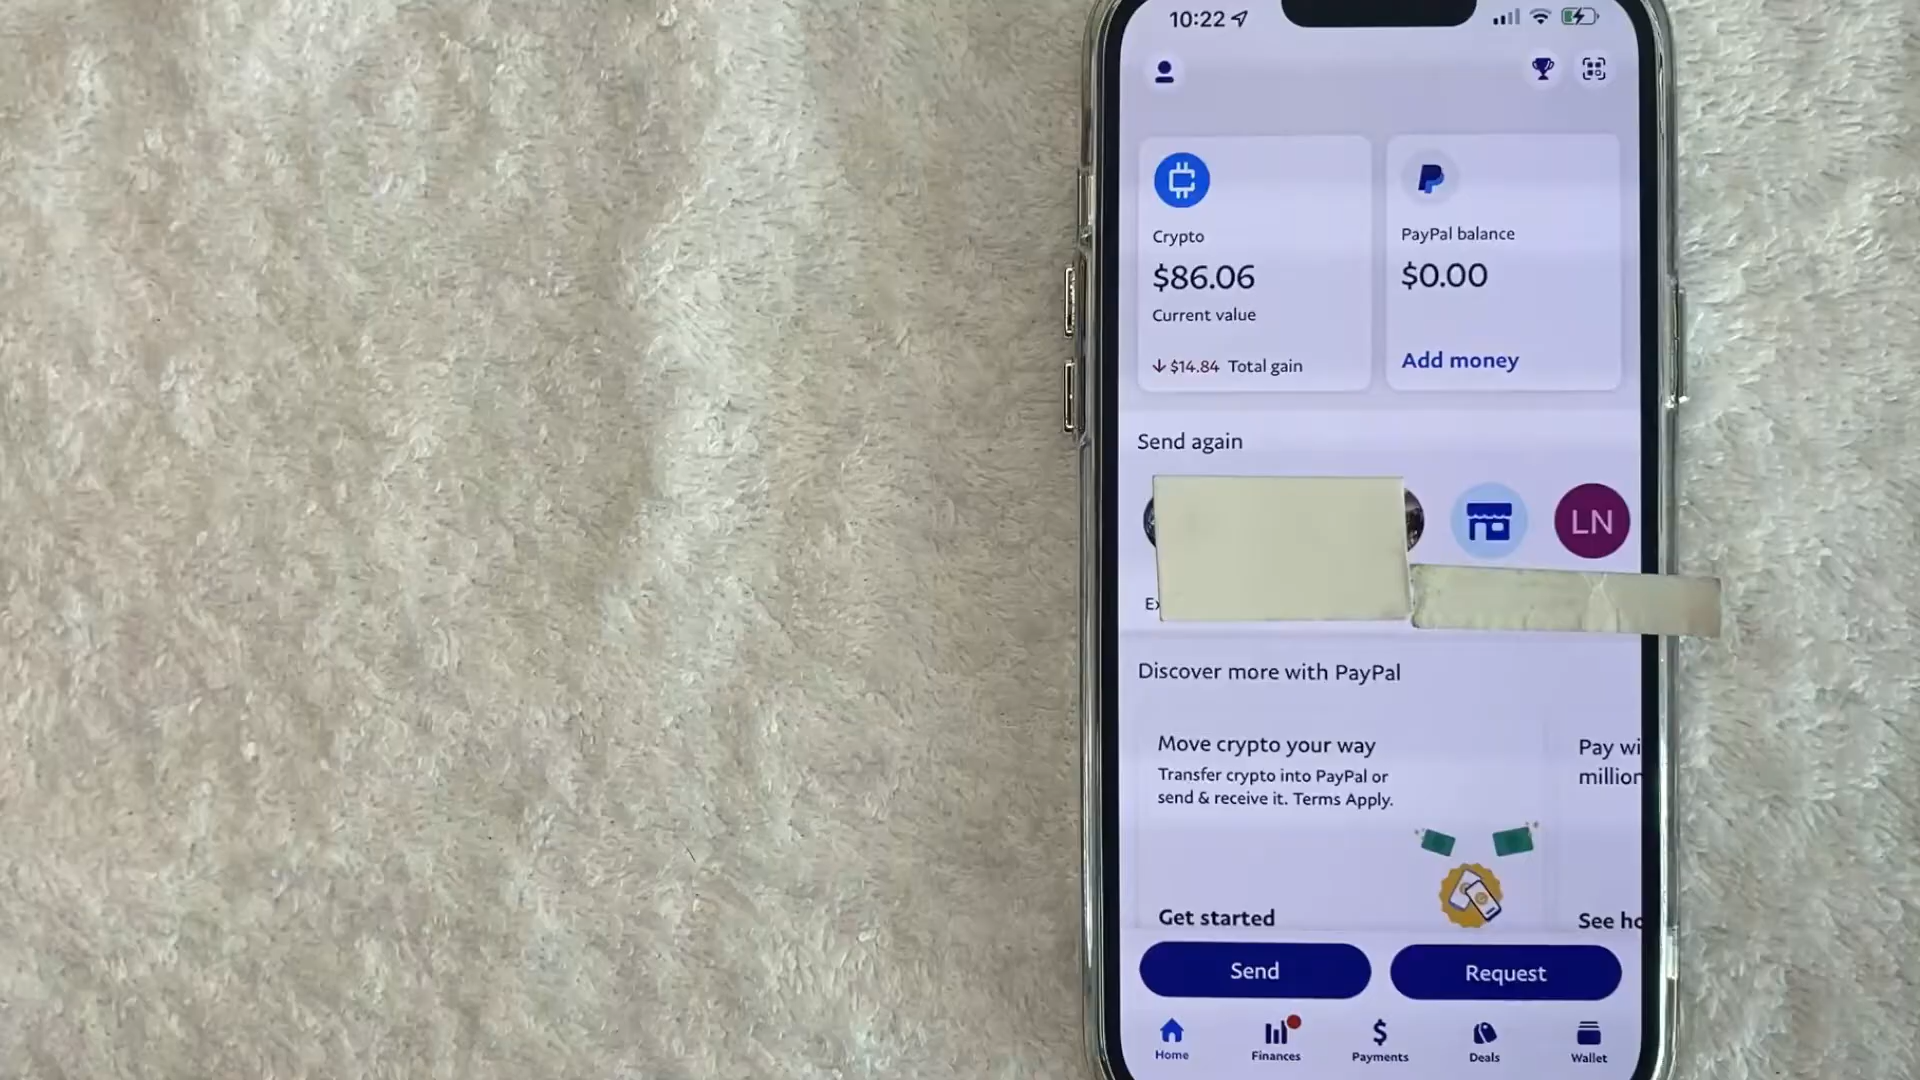 10:22
Crypto
$86.06
Current value
$14.84 Total gain
PayPal balance
$0.00
Add money
Send again
LN
Ex
Discover more with PayPal
Move crypto your way
Transfer crypto into PayPal or
send & receive it. Terms Apply.
Get started
Pay wi
million
See ho
Send
Request
Home
Finances
Payments
Deals
Wallet